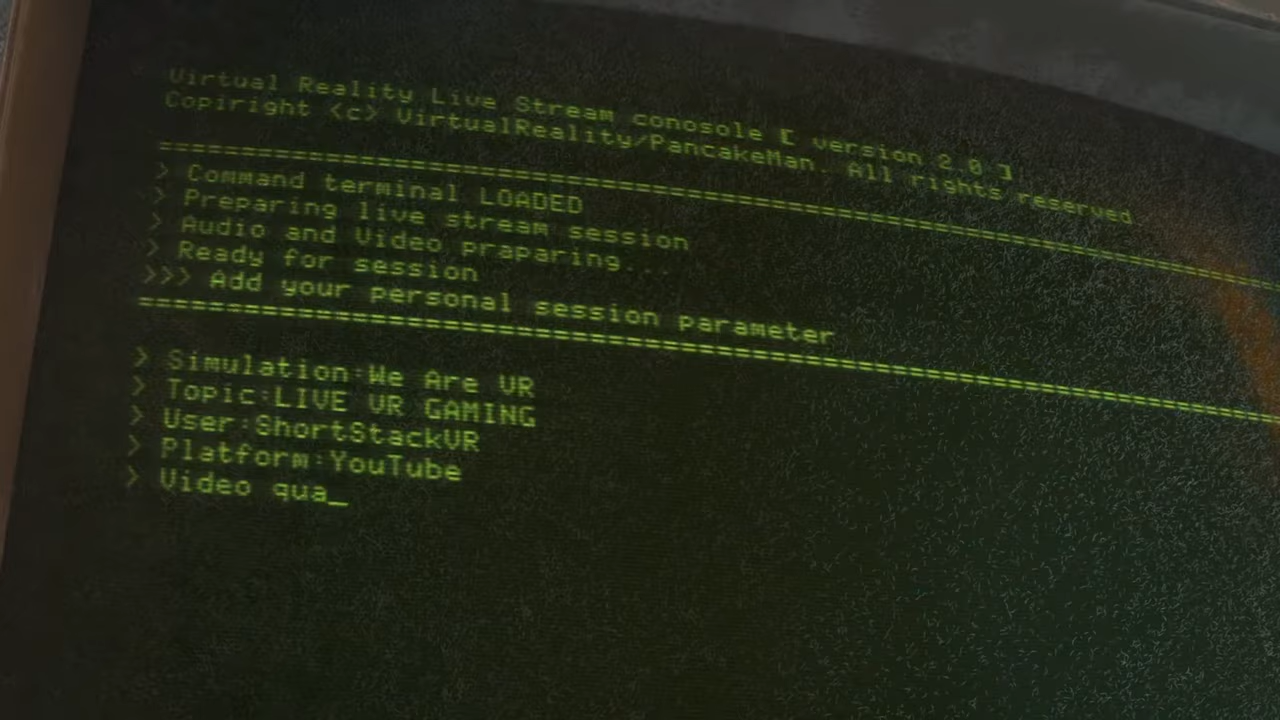 Virtual Reality Live Stream conosole [ version 2.0 ]
Copiright <c> VirtualReality/PancakeMan. All rights reserved
================================================================================
> Command terminal LOADED
> Preparing live stream session
> Audio and Video praparing...
> Ready for session
>>> Add your personal session parameter
================================================================================
> Simulation:We Are VR
> Topic:LIVE VR GAMING
> User:ShortStackVR
> Platform:YouTube
> Video qua_